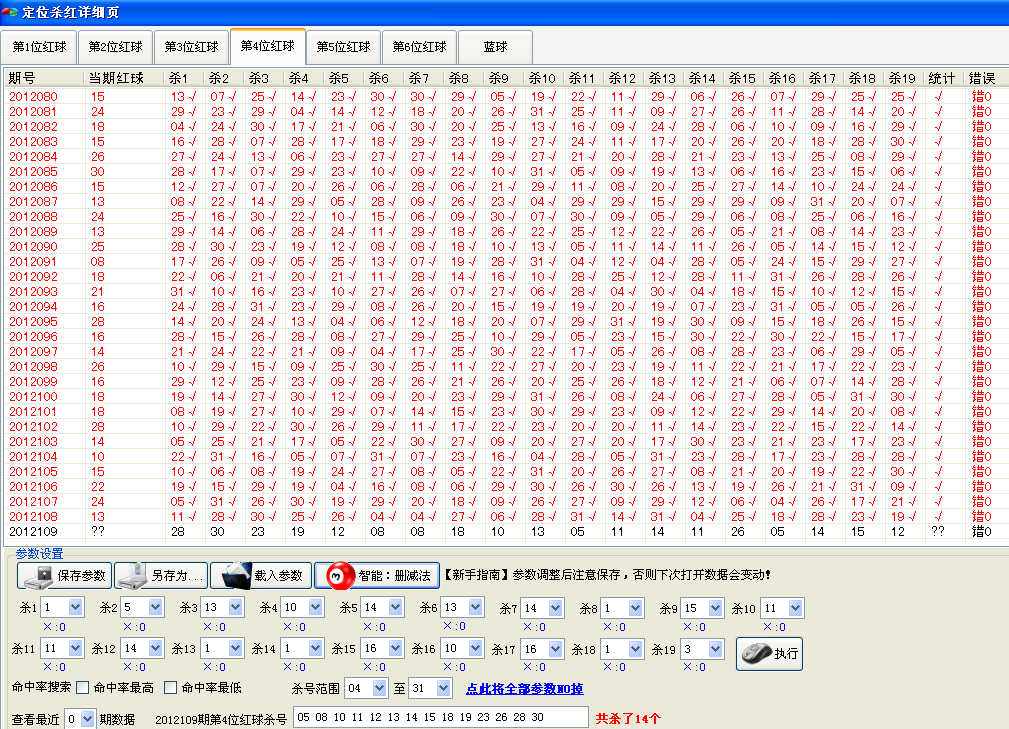 定位杀红详细页
第1位红球 第2位红球 第3位红球 第4位红球 第5位红球 第6位红球 蓝球
期号 当期红球 杀1 杀2 杀3 杀4 杀5 杀6 杀7 杀8 杀9 杀10 杀11 杀12 杀13 杀14 杀15 杀16 杀17 杀18 杀19 统计 错误
2012080 15 13√ 07√ 25√ 14√ 23√ 30√ 30√ 29√ 05√ 19√ 22√ 11√ 29√ 06√ 26√ 07√ 29√ 25√ 25√ √ 错0
2012081 24 29√ 23√ 29√ 04√ 14√ 12√ 18√ 20√ 26√ 31√ 25√ 11√ 09√ 27√ 26√ 11√ 28√ 14√ 20√ √ 错0
2012082 18 04√ 24√ 30√ 17√ 21√ 06√ 30√ 20√ 25√ 13√ 16√ 09√ 24√ 28√ 06√ 10√ 09√ 16√ 29√ √ 错0
2012083 15 16√ 28√ 07√ 28√ 17√ 18√ 29√ 23√ 19√ 27√ 24√ 11√ 17√ 20√ 26√ 20√ 18√ 28√ 30√ √ 错0
2012084 26 27√ 24√ 13√ 06√ 23√ 27√ 27√ 14√ 29√ 27√ 21√ 20√ 28√ 21√ 23√ 13√ 25√ 08√ 29√ √ 错0
2012085 30 28√ 17√ 07√ 29√ 23√ 10√ 09√ 22√ 10√ 31√ 05√ 09√ 19√ 13√ 06√ 16√ 23√ 15√ 06√ √ 错0
2012086 15 12√ 27√ 07√ 20√ 26√ 06√ 28√ 06√ 21√ 29√ 11√ 08√ 20√ 25√ 27√ 14√ 10√ 24√ 24√ √ 错0
2012087 13 08√ 22√ 14√ 29√ 05√ 28√ 09√ 26√ 23√ 04√ 29√ 29√ 15√ 29√ 29√ 09√ 31√ 20√ 07√ √ 错0
2012088 24 25√ 16√ 30√ 22√ 10√ 15√ 06√ 09√ 30√ 07√ 30√ 09√ 05√ 29√ 06√ 08√ 25√ 06√ 16√ √ 错0
2012089 13 29√ 14√ 06√ 28√ 24√ 11√ 29√ 18√ 26√ 22√ 25√ 12√ 22√ 26√ 05√ 21√ 08√ 14√ 23√ √ 错0
2012090 25 28√ 30√ 23√ 19√ 12√ 08√ 08√ 18√ 10√ 13√ 05√ 11√ 14√ 11√ 26√ 05√ 14√ 15√ 12√ √ 错0
2012091 08 17√ 26√ 09√ 05√ 25√ 13√ 07√ 19√ 28√ 31√ 04√ 12√ 04√ 28√ 05√ 24√ 15√ 29√ 27√ √ 错0
2012092 18 22√ 06√ 21√ 20√ 21√ 11√ 28√ 14√ 16√ 10√ 28√ 25√ 12√ 28√ 11√ 31√ 26√ 28√ 26√ √ 错0
2012093 21 31√ 10√ 16√ 23√ 10√ 27√ 26√ 07√ 27√ 06√ 28√ 04√ 30√ 04√ 18√ 15√ 10√ 12√ 15√ √ 错0
2012094 16 24√ 28√ 31√ 23√ 29√ 08√ 26√ 20√ 15√ 19√ 19√ 20√ 19√ 07√ 23√ 31√ 05√ 05√ 26√ √ 错0
2012095 28 14√ 20√ 24√ 13√ 04√ 06√ 12√ 18√ 20√ 07√ 29√ 31√ 19√ 30√ 09√ 15√ 18√ 26√ 15√ √ 错0
2012096 16 28√ 15√ 26√ 28√ 08√ 27√ 29√ 25√ 10√ 29√ 05√ 23√ 15√ 30√ 22√ 30√ 22√ 15√ 17√ √ 错0
2012097 14 21√ 24√ 22√ 21√ 09√ 04√ 17√ 25√ 30√ 22√ 17√ 05√ 26√ 08√ 28√ 23√ 06√ 29√ 05√ √ 错0
2012098 26 10√ 29√ 15√ 09√ 25√ 30√ 25√ 11√ 22√ 27√ 20√ 23√ 19√ 11√ 22√ 21√ 17√ 22√ 23√ √ 错0
2012099 16 29√ 12√ 25√ 23√ 09√ 28√ 26√ 21√ 26√ 20√ 25√ 26√ 18√ 12√ 21√ 06√ 07√ 14√ 28√ √ 错0
2012100 18 19√ 14√ 27√ 30√ 12√ 09√ 20√ 23√ 29√ 31√ 26√ 08√ 24√ 06√ 27√ 28√ 05√ 31√ 30√ √ 错0
2012101 18 08√ 19√ 27√ 10√ 29√ 07√ 14√ 15√ 23√ 30√ 29√ 23√ 09√ 12√ 22√ 29√ 14√ 20√ 08√ √ 错0
2012102 28 10√ 29√ 22√ 30√ 26√ 29√ 11√ 17√ 22√ 23√ 20√ 20√ 11√ 14√ 23√ 22√ 15√ 22√ 14√ √ 错0
2012103 14 05√ 25√ 21√ 17√ 05√ 22√ 30√ 27√ 09√ 20√ 27√ 20√ 17√ 30√ 23√ 21√ 23√ 17√ 23√ √ 错0
2012104 10 22√ 31√ 16√ 05√ 07√ 31√ 07√ 23√ 16√ 04√ 28√ 05√ 31√ 23√ 28√ 17√ 23√ 28√ 28√ √ 错0
2012105 15 10√ 06√ 08√ 19√ 24√ 27√ 08√ 05√ 22√ 31√ 20√ 26√ 27√ 08√ 21√ 20√ 19√ 22√ 30√ √ 错0
2012106 22 19√ 15√ 29√ 19√ 04√ 16√ 08√ 06√ 29√ 30√ 26√ 30√ 26√ 13√ 19√ 26√ 21√ 31√ 09√ √ 错0
2012107 24 05√ 31√ 26√ 30√ 19√ 29√ 20√ 18√ 09√ 26√ 27√ 09√ 29√ 12√ 06√ 04√ 26√ 17√ 21√ √ 错0
2012108 13 11√ 28√ 30√ 25√ 26√ 04√ 04√ 27√ 06√ 28√ 31√ 14√ 31√ 04√ 25√ 18√ 28√ 23√ 19√ √ 错0
2012109 ?? 28 30 23 19 12 08 08 18 10 13 05 11 14 11 26 05 14 15 12 ?? 错0
参数设置
保存参数 另存为... 载入参数 智能：删减法 【新手指南】参数调整后注意保存，否则下次打开数据会变动!
杀1 1 杀2 5 杀3 13 杀4 10 杀5 14 杀6 13 杀7 14 杀8 1 杀9 15 杀10 11
×:0 ×:0 ×:0 ×:0 ×:0 ×:0 ×:0 ×:0 ×:0 ×:0
杀11 11 杀12 14 杀13 1 杀14 1 杀15 16 杀16 10 杀17 16 杀18 1 杀19 3 执行
×:0 ×:0 ×:0 ×:0 ×:0 ×:0 ×:0 ×:0 ×:0
命中率搜索 命中率最高 命中率最低 杀号范围 04 至 31 点此将全部参数NO掉
查看最近 0 期数据 2012109期第4位红球杀号 05 08 10 11 12 13 14 15 18 19 23 26 28 30 共杀了14个